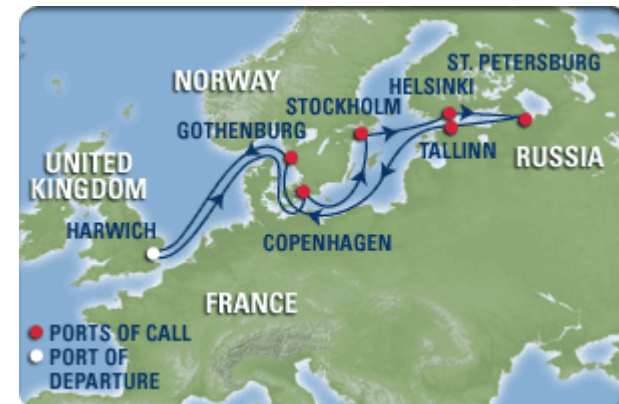 ST. PETERSBURG
NORWAY
HELSINKI
STOCKHOLM
GOTHENBURG
TALLINN
RUSSIA
UNITED
KINGDOM
HARWICH
COPENHAGEN
FRANCE
PORTS OF CALL
PORT OF
DEPARTURE